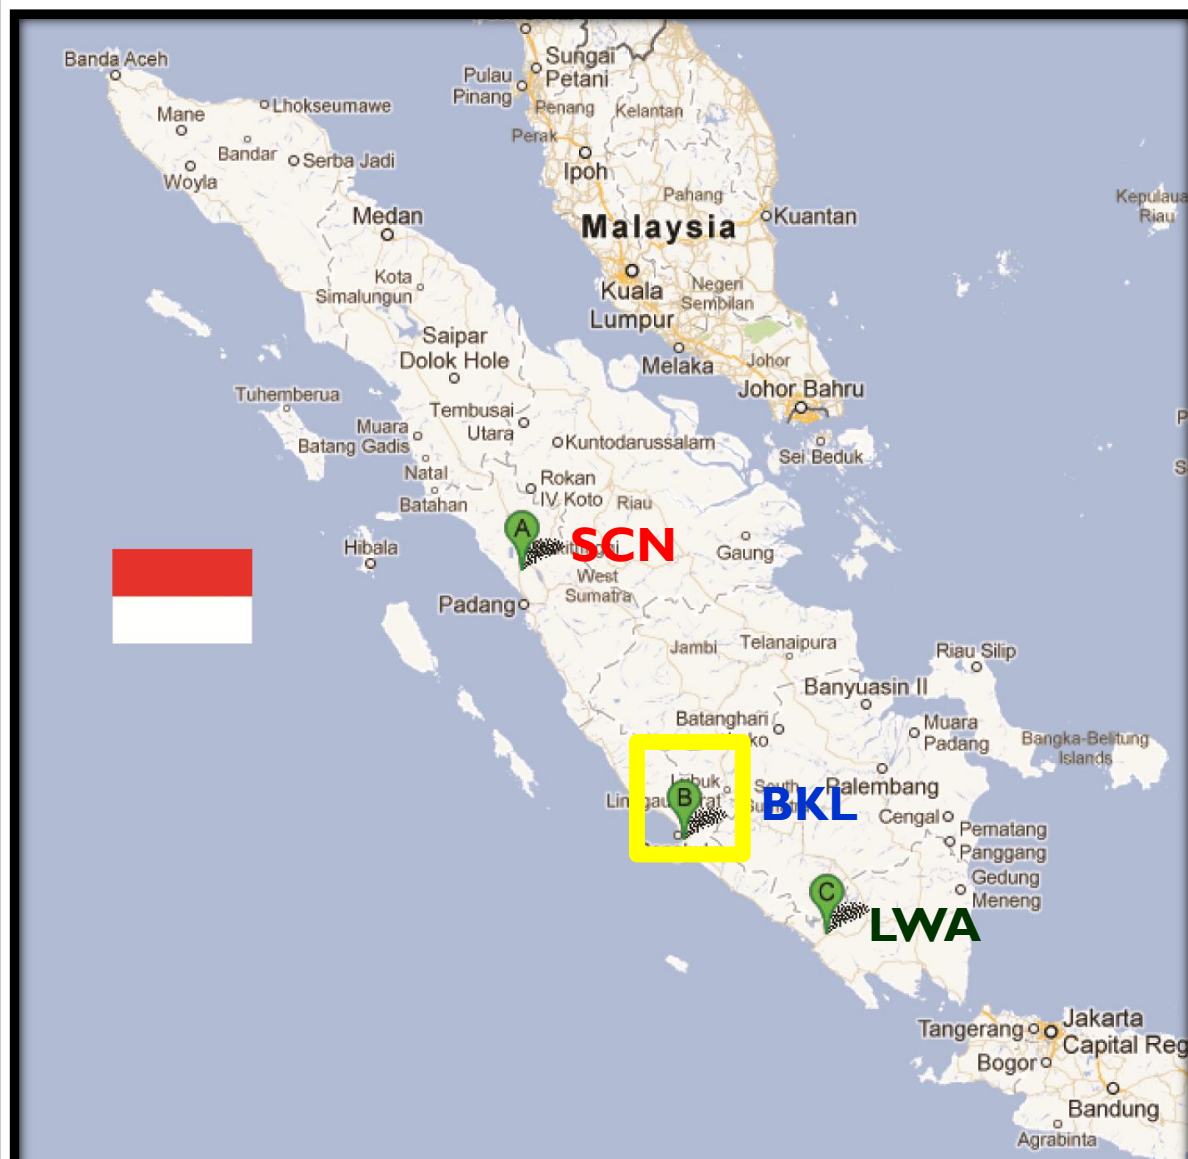 Banda Aceh
Lhokseumawe
Mane
Bandar
Serba Jadi
Woyla
Medan
Kota
Simalungun
Saipar
Dolok Hole
Tuhemberua
Tembusai
Utara
Muara
Batang Gadis
Kuntodarussalam
Natal
Batahan
Rokan
IV Koto
Riau
Hibala
A
SCN
West
Sumatra
Padang
Gaung
Sungai
Petani
Pulau
Pinang
Penang
Kelantan
Perak
Ipoh
Pahang
Kuantan
Malaysia
Kuala
Lumpur
Negeri
Sembilan
Melaka
Johor
Johor Bahru
Sei Beduk
Kepulaua
Riau
P
S
Jambi
Telanaipura
Riau Silip
Banyuasin II
Batanghari
Muara
Padang
Bangka-Belitung
Islands
B
BKL
South
Palembang
Cengal
Pematang
Panggang
Gedung
Meneng
C
LWA
Tangerang
Jakarta
Capital Reg
Bogor
Bandung
Agrabinta